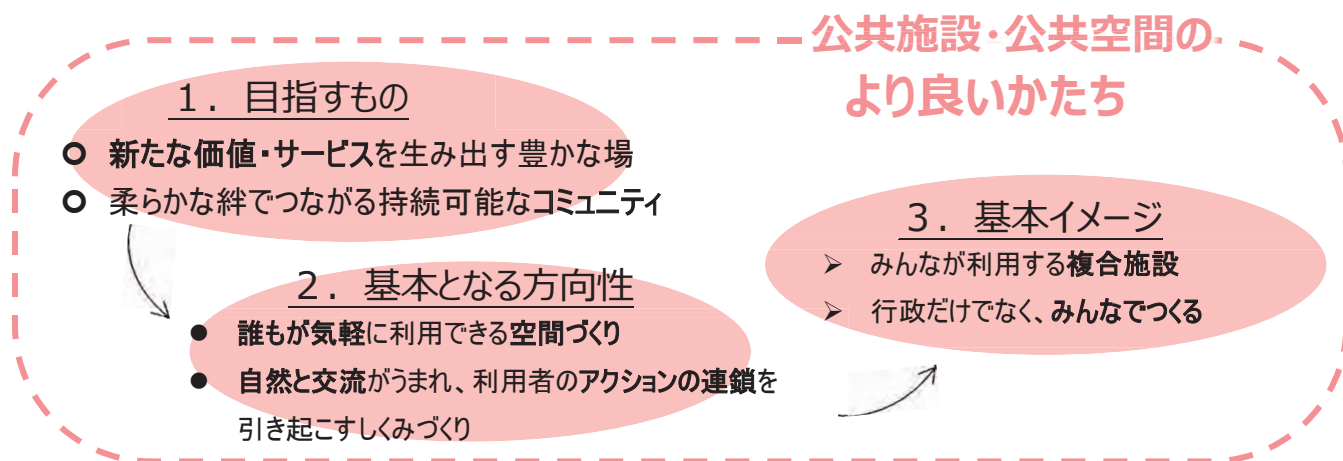 公共施設・公共空間の
より良いかたち
１．目指すもの
新たな価値・サービスを生み出す豊かな場
柔らかな絆でつながる持続可能なコミュニティ
２．基本となる方向性
誰もが気軽に利用できる空間づくり
自然と交流がうまれ、利用者のアクションの連鎖を
引き起こすしくみづくり
３．基本イメージ
みんなが利用する複合施設
行政だけでなく、みんなでつくる